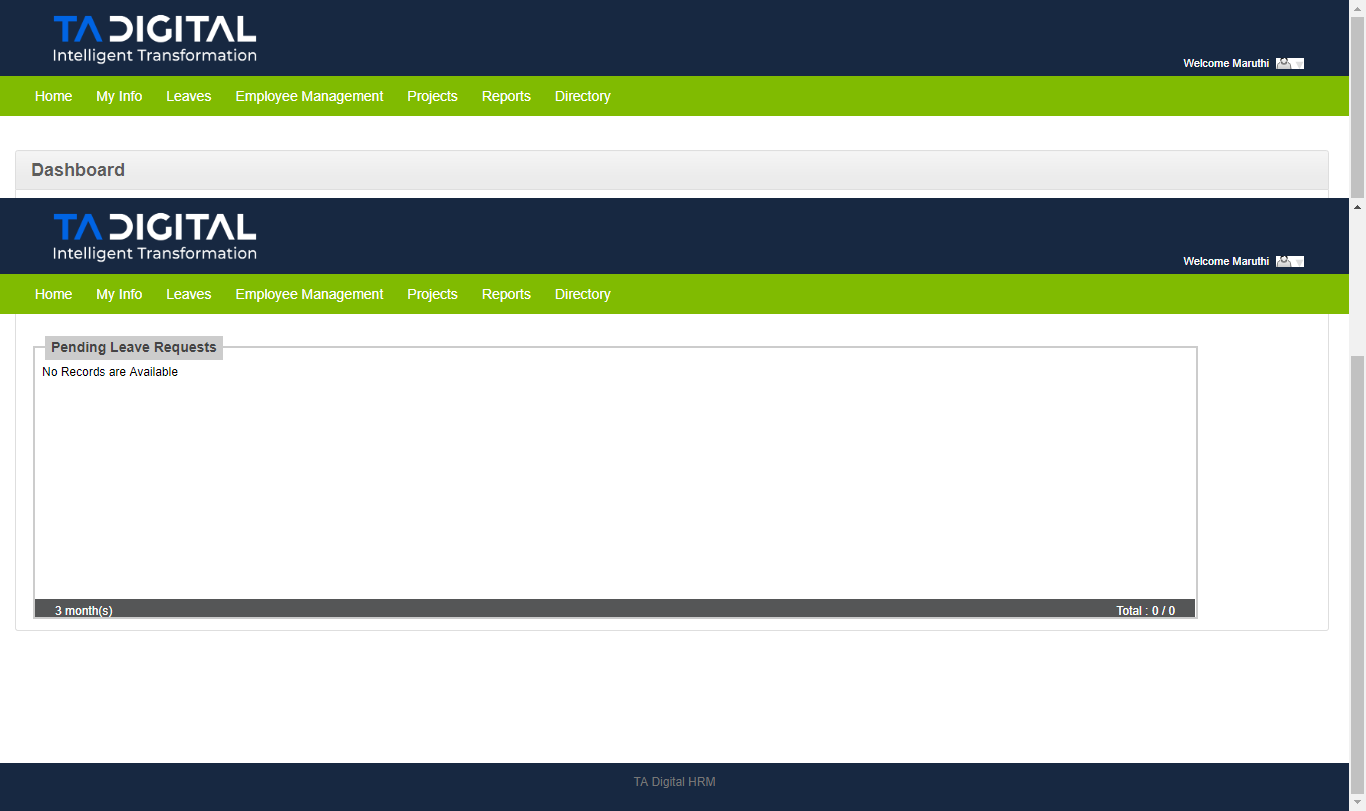 TA DIGITAL
Intelligent Transformation
Welcome Maruthi
Home My Info Leaves Employee Management Projects Reports Directory
Dashboard
TA DIGITAL
Intelligent Transformation
Welcome Maruthi
Home My Info Leaves Employee Management Projects Reports Directory
Pending Leave Requests
No Records are Available
3 month(s) Total : 0 / 0
TA Digital HRM